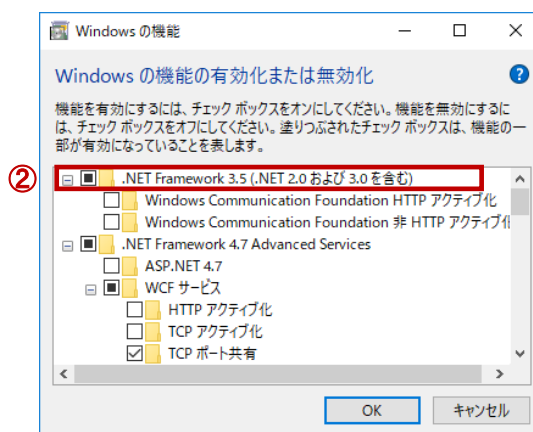 Windows の機能
Windows の機能の有効化または無効化
機能を有効にするには、チェック ボックスをオンにしてください。機能を無効にするに
は、チェック ボックスをオフにしてください。塗りつぶされたチェック ボックスは、機能の一
部が有効になっていることを表します。
②
.NET Framework 3.5 (.NET 2.0 および 3.0 を含む)
Windows Communication Foundation HTTP アクティブ化
Windows Communication Foundation 非 HTTP アクティブ化
.NET Framework 4.7 Advanced Services
ASP.NET 4.7
WCF サービス
HTTP アクティブ化
TCP アクティブ化
TCP ポート共有
OK
キャンセル